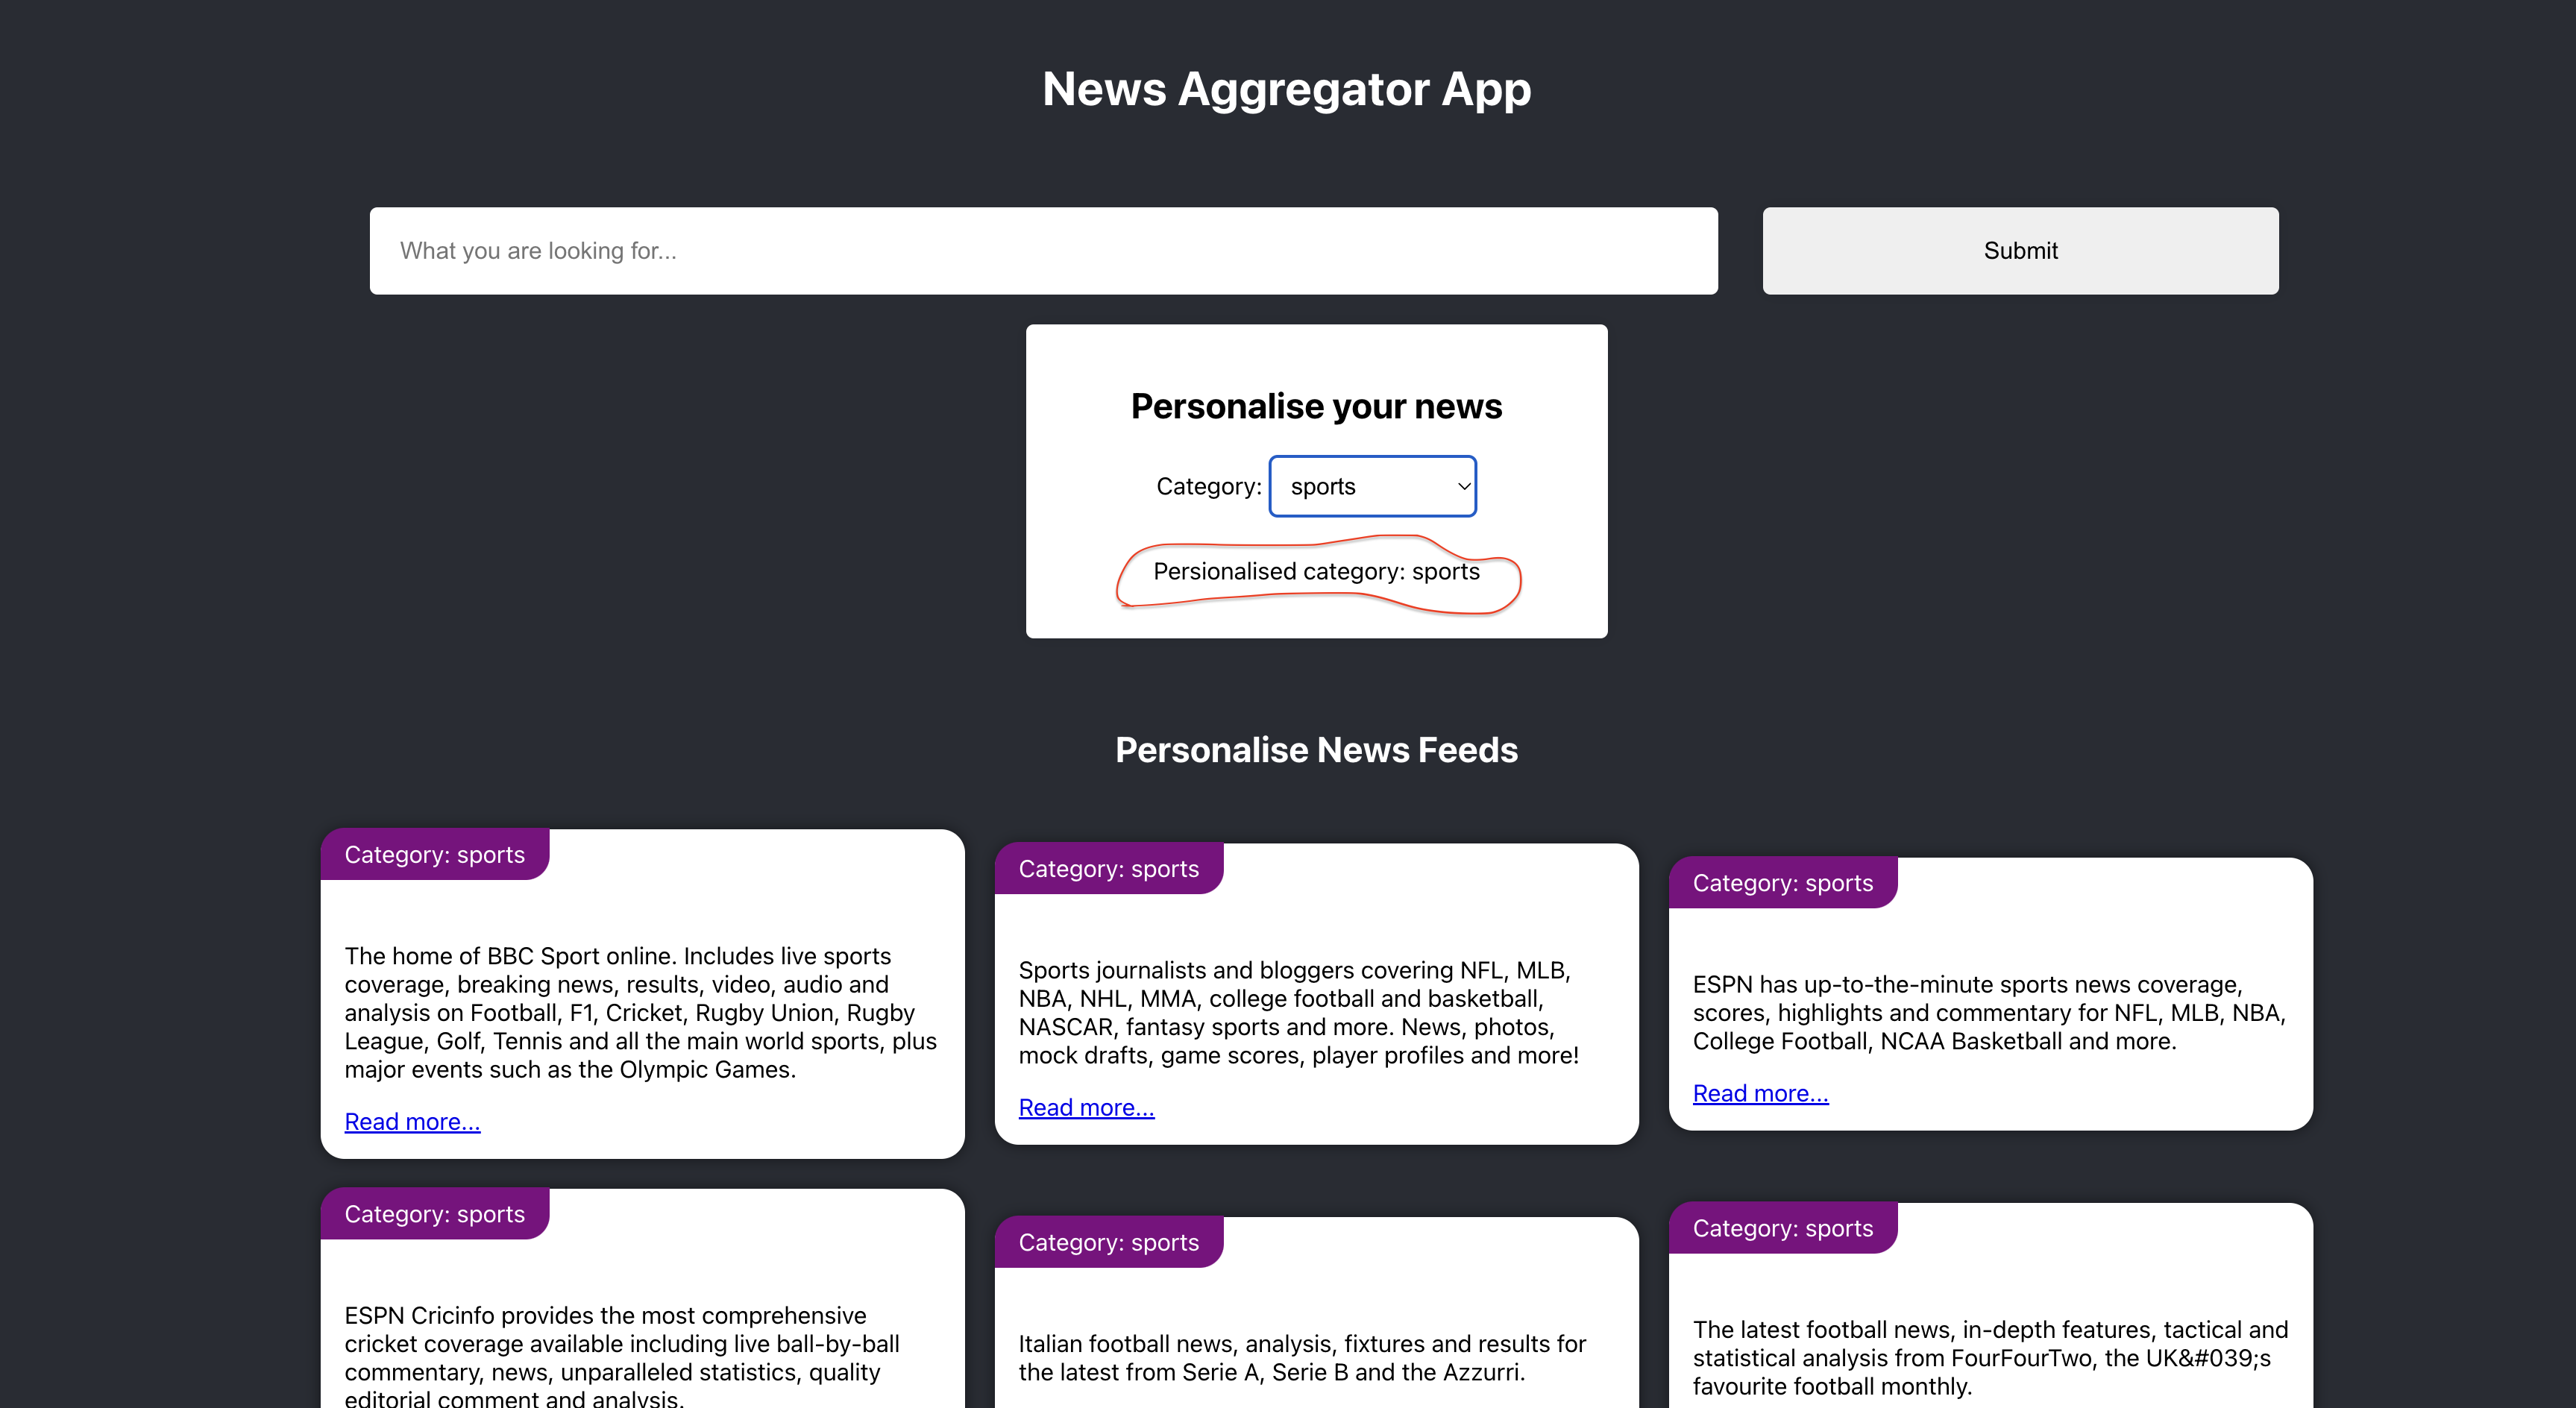 News Aggregator App
What you are looking for...
Submit
Personalise your news
Category: sports
Persionalised category: sports
Personalise News Feeds
Category: sports
The home of BBC Sport online. Includes live sports
coverage, breaking news, results, video, audio and
analysis on Football, F1, Cricket, Rugby Union, Rugby
League, Golf, Tennis and all the main world sports, plus
major events such as the Olympic Games.
Read more...
Category: sports
Sports journalists and bloggers covering NFL, MLB,
NBA, NHL, MMA, college football and basketball,
NASCAR, fantasy sports and more. News, photos,
mock drafts, game scores, player profiles and more!
Read more...
Category: sports
ESPN has up-to-the-minute sports news coverage,
scores, highlights and commentary for NFL, MLB, NBA,
College Football, NCAA Basketball and more.
Read more...
Category: sports
ESPN Cricinfo provides the most comprehensive
cricket coverage available including live ball-by-ball
commentary, news, unparalleled statistics, quality
editorial comment and analysis.
Category: sports
Italian football news, analysis, fixtures and results for
the latest from Serie A, Serie B and the Azzurri.
Category: sports
The latest football news, in-depth features, tactical and
statistical analysis from FourFourTwo, the UK&#039;s
favourite football monthly.